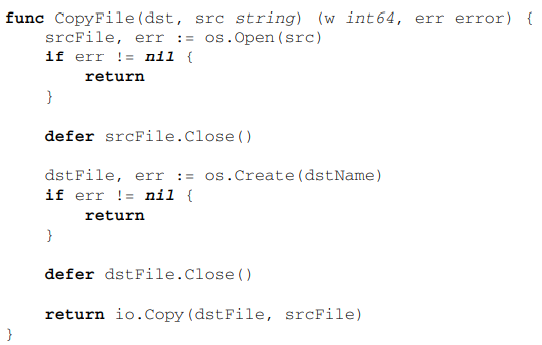 func CopyFile(dst, src string) (w int64, err error) {
    srcFile, err := os.Open(src)
    if err != nil {
        return
    }
    defer srcFile.Close()
    dstFile, err := os.Create(dstName)
    if err != nil {
        return
    }
    defer dstFile.Close()
    return io.Copy(dstFile, srcFile)
}